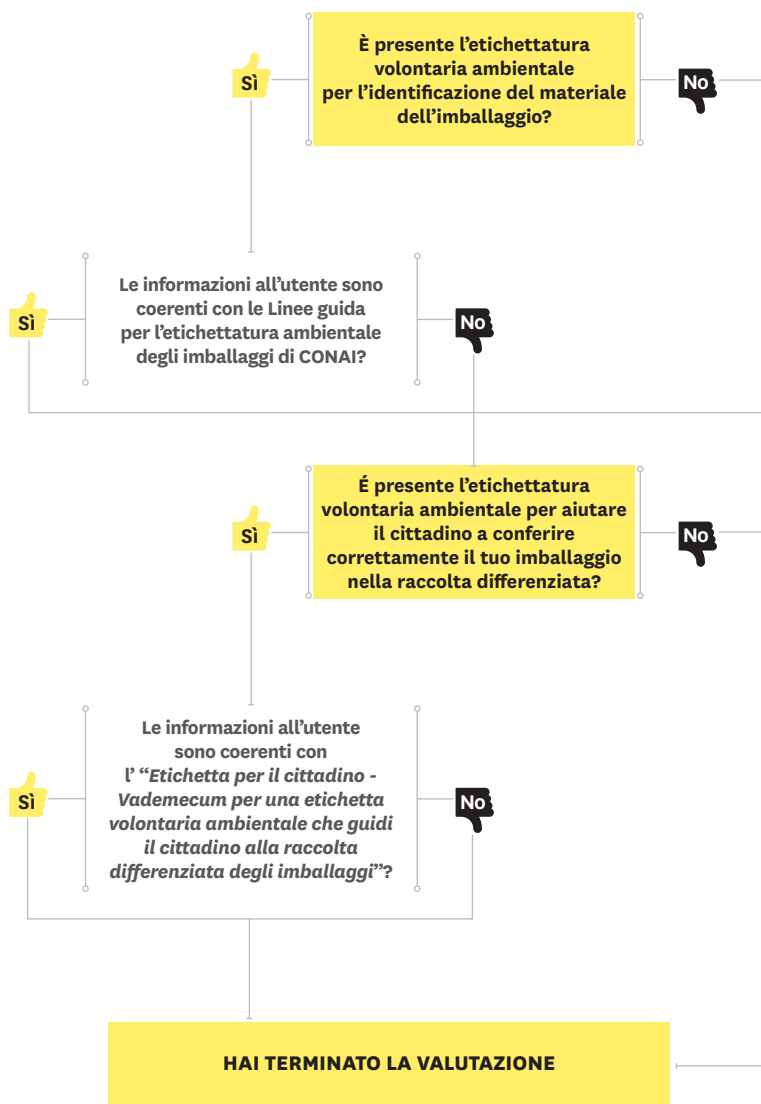 È presente l’etichettatura
volontaria ambientale
per l’identificazione del materiale
dell’imballaggio?
Sì
No
Le informazioni all’utente sono
coerenti con le Linee guida
per l’etichettatura ambientale
degli imballaggi di CONAI?
Sì
No
É presente l’etichettatura
volontaria ambientale per aiutare
il cittadino a conferire
correttamente il tuo imballaggio
nella raccolta differenziata?
Sì
No
Le informazioni all’utente
sono coerenti con
l’ “Etichetta per il cittadino -
Vademecum per una etichetta
volontaria ambientale che guidi
il cittadino alla raccolta
differenziata degli imballaggi”?
Sì
No
HAI TERMINATO LA VALUTAZIONE